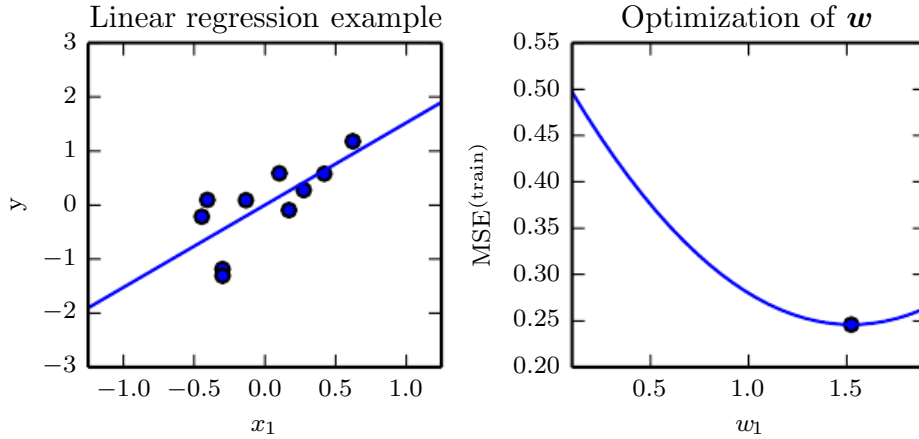 Linear regression example
3
2
1
0
−1
−2
−3
y
−1.0 −0.5 0.0 0.5 1.0
x₁
Optimization of w
0.55
0.50
0.45
0.40
0.35
0.30
0.25
0.20
MSE⁽ᵗʳᵃⁱⁿ⁾
0.5 1.0 1.5
w₁